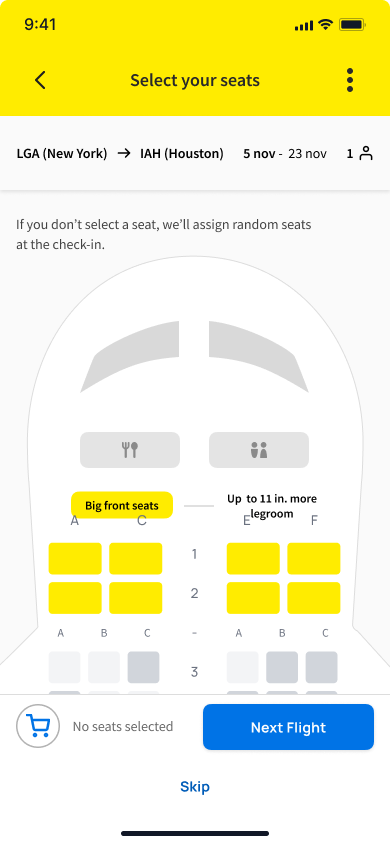 9:41
Select your seats
LGA (New York) → IAH (Houston) 5 nov - 23 nov 1
If you don’t select a seat, we’ll assign random seats
at the check-in.
Big front seats
Up to 11 in. more
legroom
A C E F
1
2
A B C - A B C
3
No seats selected
Next Flight
Skip